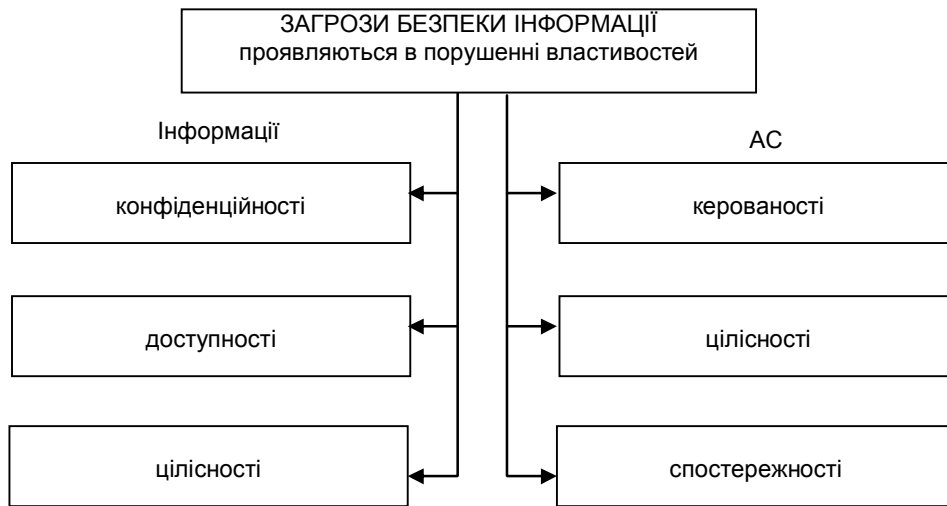 ЗАГРОЗИ БЕЗПЕКИ ІНФОРМАЦІЇ
проявляються в порушенні властивостей
Інформації
АС
конфіденційності
керованості
доступності
цілісності
цілісності
спостережності